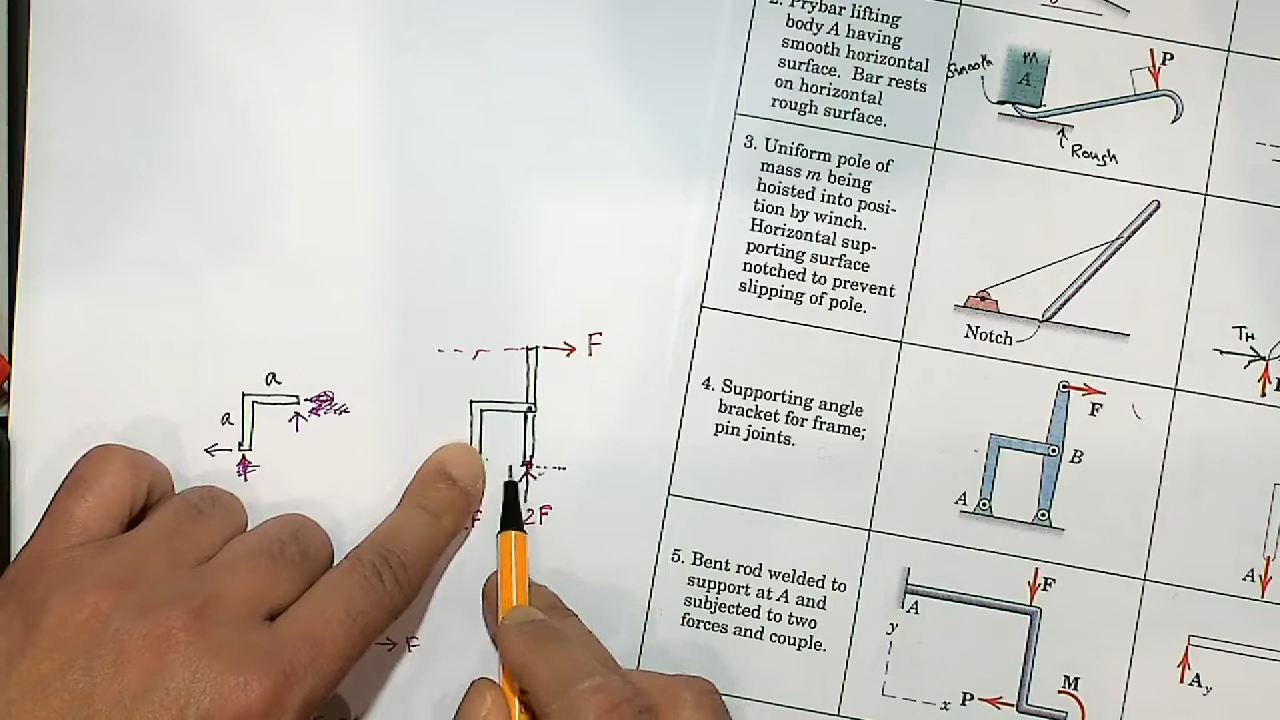 2. Prybar lifting
body A having
smooth horizontal
surface. Bar rests
on horizontal
rough surface.
Smooth
m
A
P
Rough
3. Uniform pole of
mass m being
hoisted into posi-
tion by winch.
Horizontal sup-
porting surface
notched to prevent
slipping of pole.
Notch
TH
4. Supporting angle
bracket for frame;
pin joints.
F
B
A
A
5. Bent rod welded to
support at A and
subjected to two
forces and couple.
A
F
y
x
P
M
Ay
a
a
F
F
2F
F